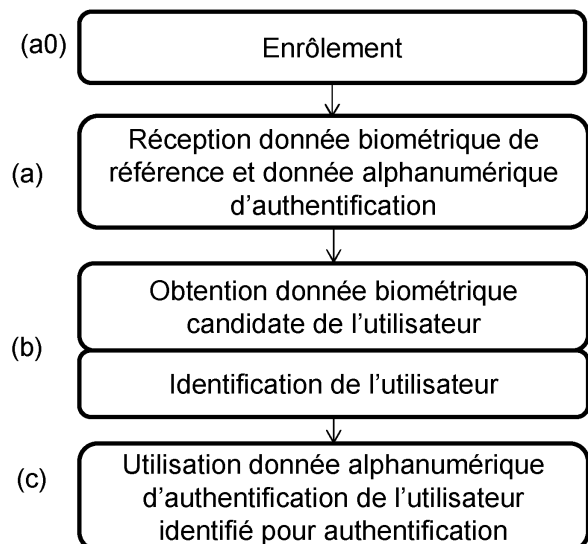 (a0)
Enrôlement
(a)
Réception donnée biométrique de
référence et donnée alphanumérique
d'authentification
(b)
Obtention donnée biométrique
candidate de l'utilisateur
Identification de l'utilisateur
(c)
Utilisation donnée alphanumérique
d'authentification de l'utilisateur
identifié pour authentification